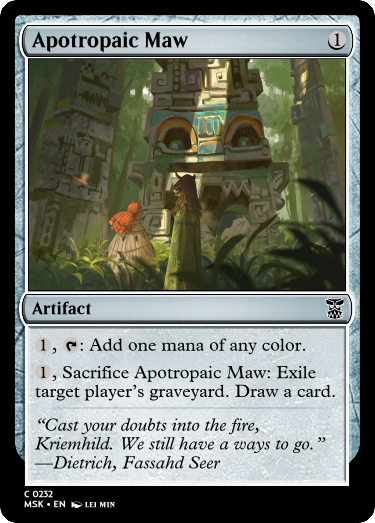 Apotropaic Maw 1
Artifact
1 , : Add one mana of any color.
1 , Sacrifice Apotropaic Maw: Exile
target player's graveyard. Draw a card.
“Cast your doubts into the fire,
Kriemhild. We still have a ways to go.”
—Dietrich, Fassahd Seer
C 0232
MSK • EN LEI MIN